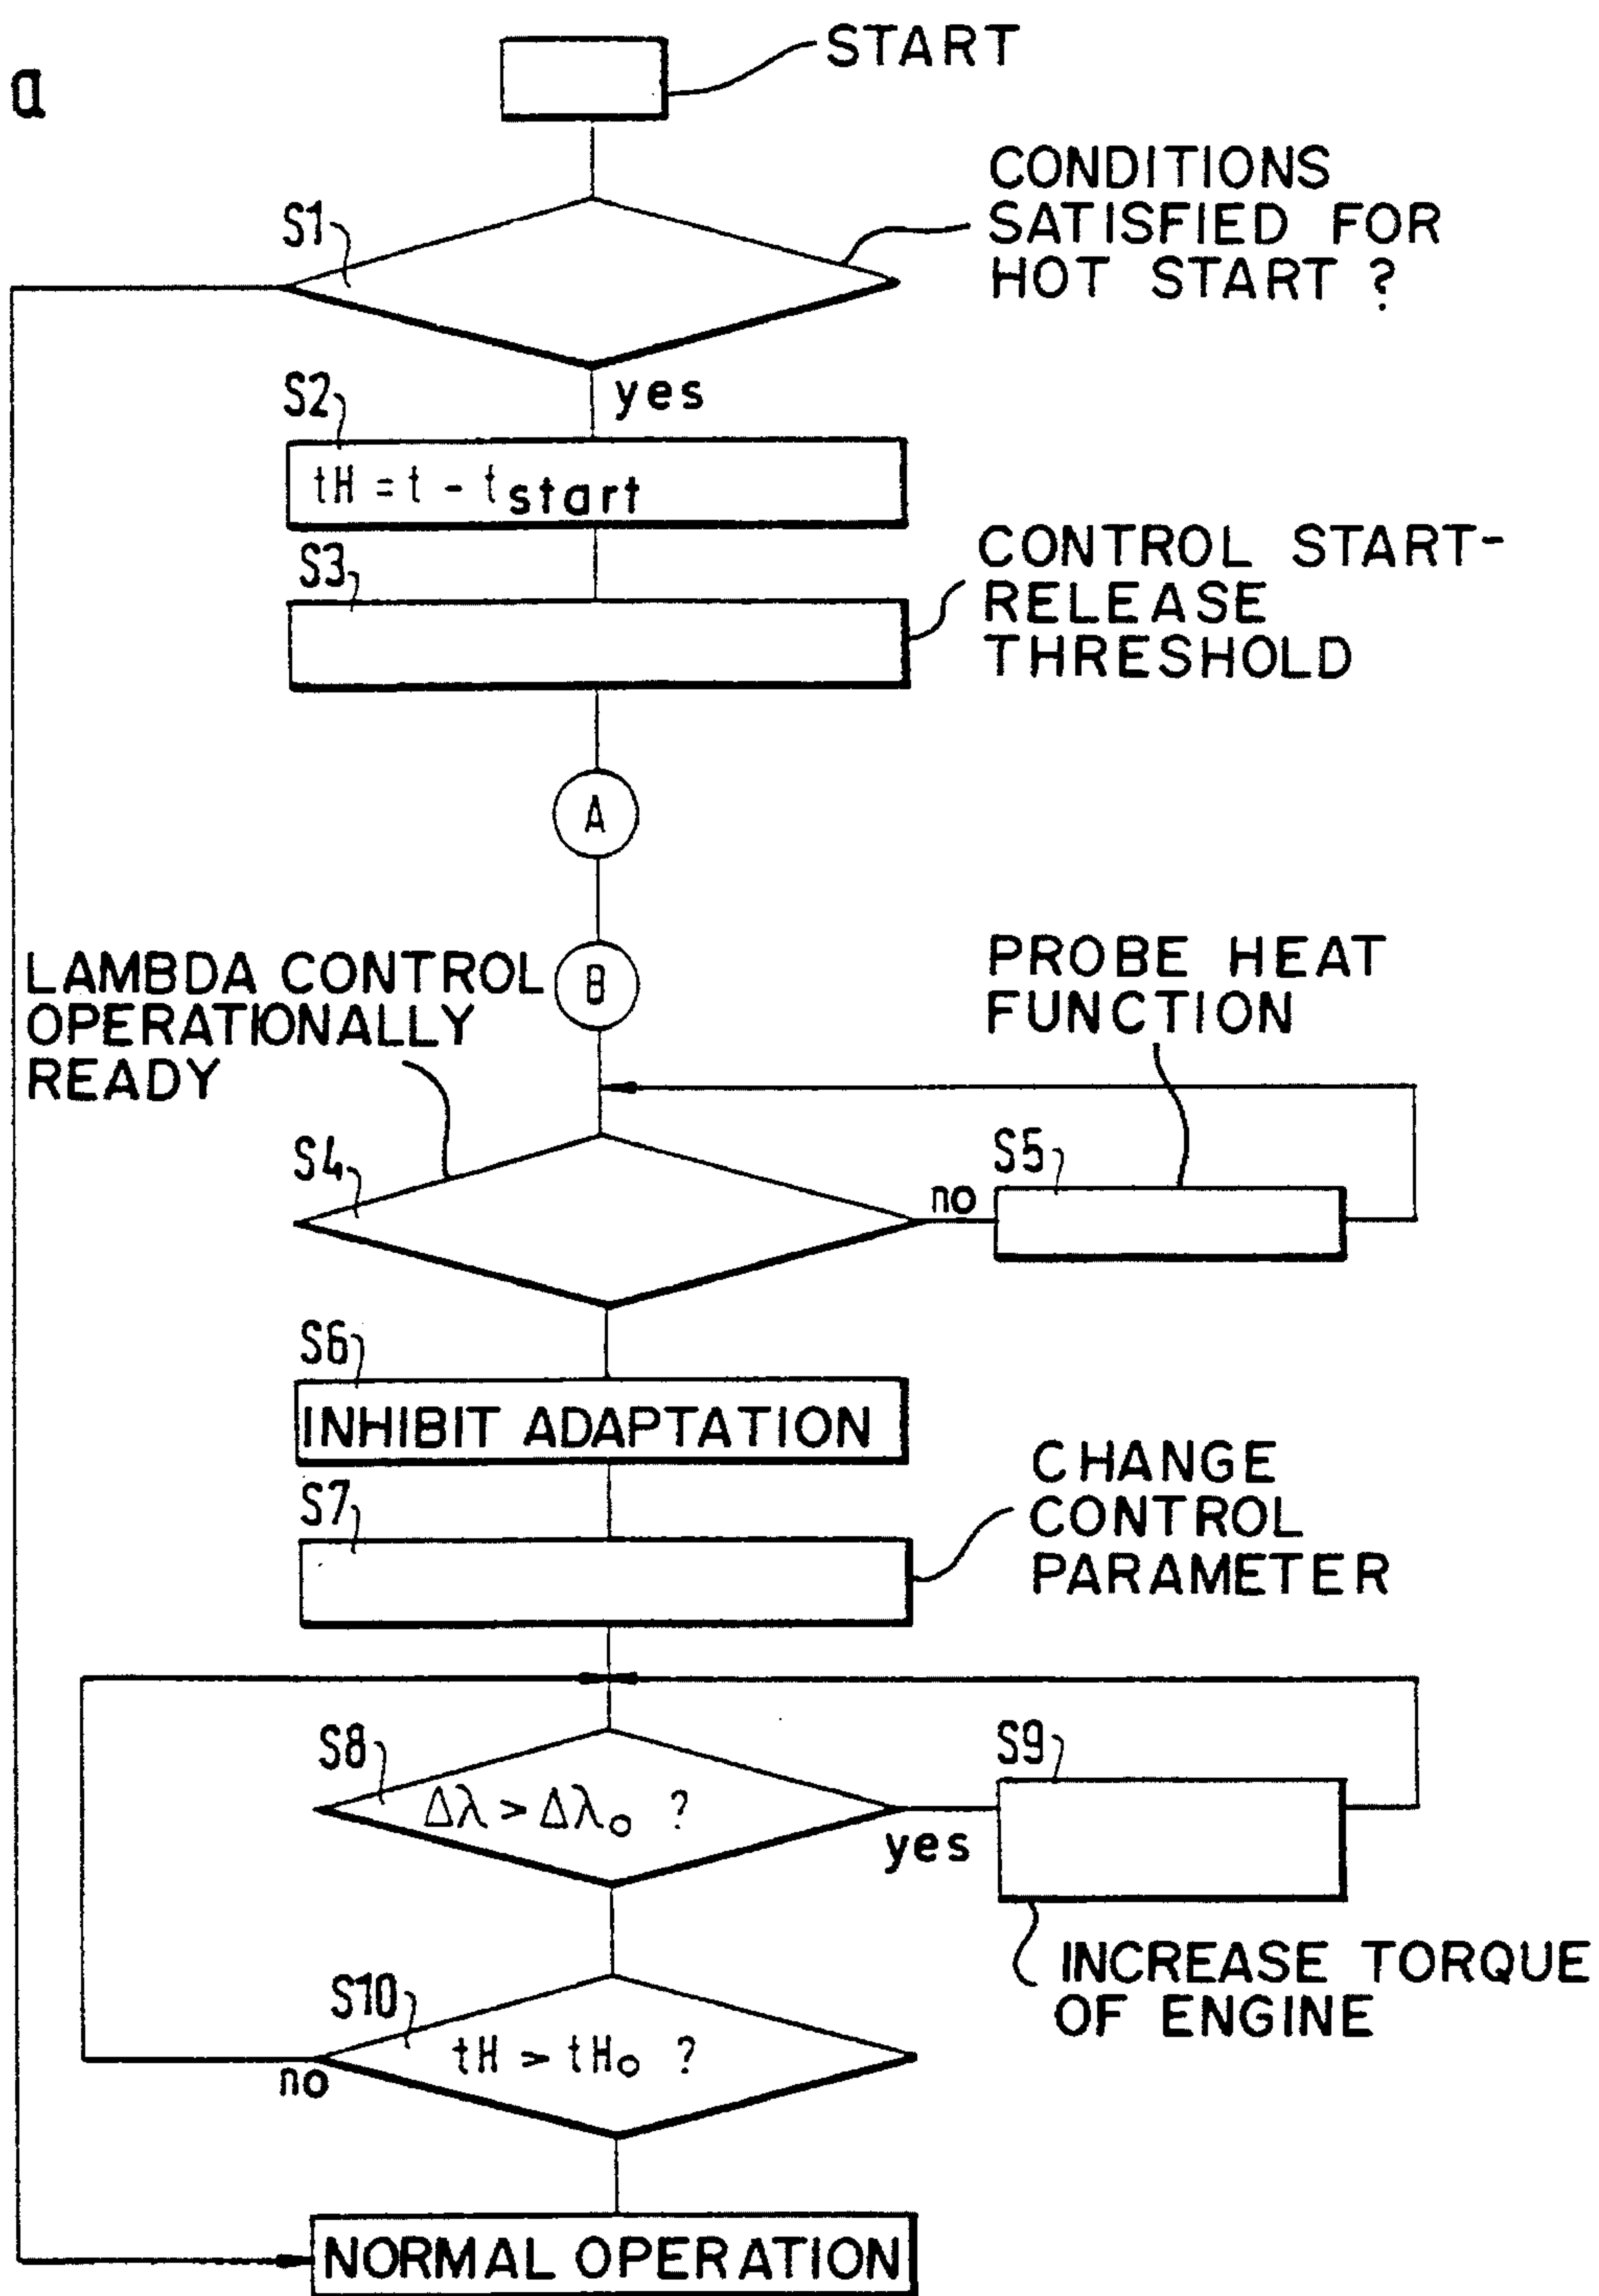 a
START
CONDITIONS
SATISFIED FOR
HOT START ?
S1
yes
S2
tH = t - tstart
S3
CONTROL START-
RELEASE
THRESHOLD
A
B
LAMBDA CONTROL
OPERATIONALLY
READY
PROBE HEAT
FUNCTION
S4
no
S5
S6
INHIBIT ADAPTATION
S7
CHANGE
CONTROL
PARAMETER
S8
Δλ > Δλo ?
yes
S9
INCREASE TORQUE
OF ENGINE
S10
tH > tHo ?
no
NORMAL OPERATION